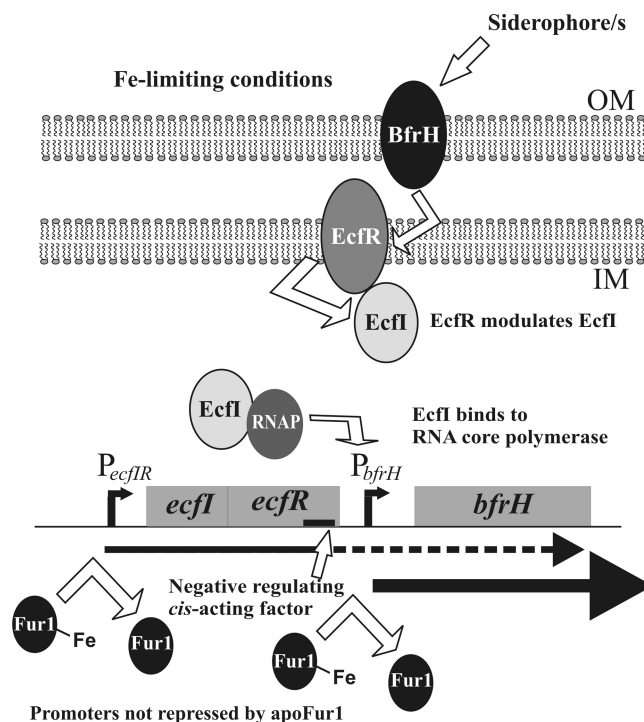 Siderophore/s
Fe-limiting conditions
OM
BfrH
EcfR
IM
EcfI
EcfR modulates EcfI
EcfI
RNAP
EcfI binds to
RNA core polymerase
PecfIR
PbfrH
ecfI
ecfR
bfrH
Negative regulating
cis-acting factor
Fur1
Fe
Fur1
Fur1
Fe
Fur1
Promoters not repressed by apoFur1